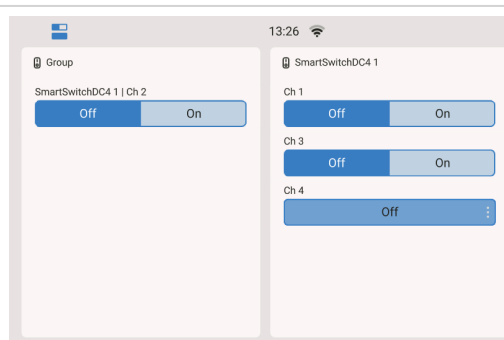 13:26
Group
SmartSwitchDC4 1 | Ch 2
Off On
SmartSwitchDC4 1
Ch 1
Off On
Ch 3
Off On
Ch 4
Off